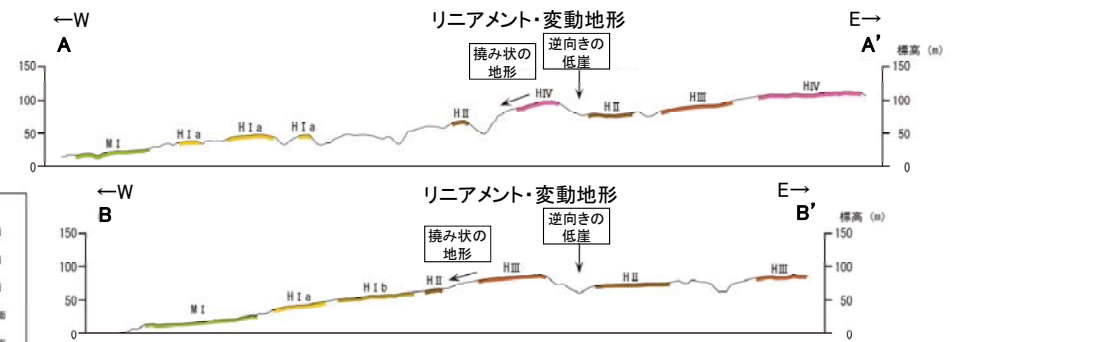 ←W
リニアメント・変動地形
E→
A
A’
撓み状の
地形
逆向きの
低崖
標高 (m)
150
100
50
0
150
100
50
0
MⅠ
HⅠa
HⅠa
HⅠa
HⅡ
HⅣ
HⅡ
HⅢ
HⅣ
←W
リニアメント・変動地形
E→
B
B’
撓み状の
地形
逆向きの
低崖
標高 (m)
150
100
50
0
150
100
50
0
MⅠ
HⅠa
HⅠb
HⅡ
HⅢ
HⅡ
HⅢ